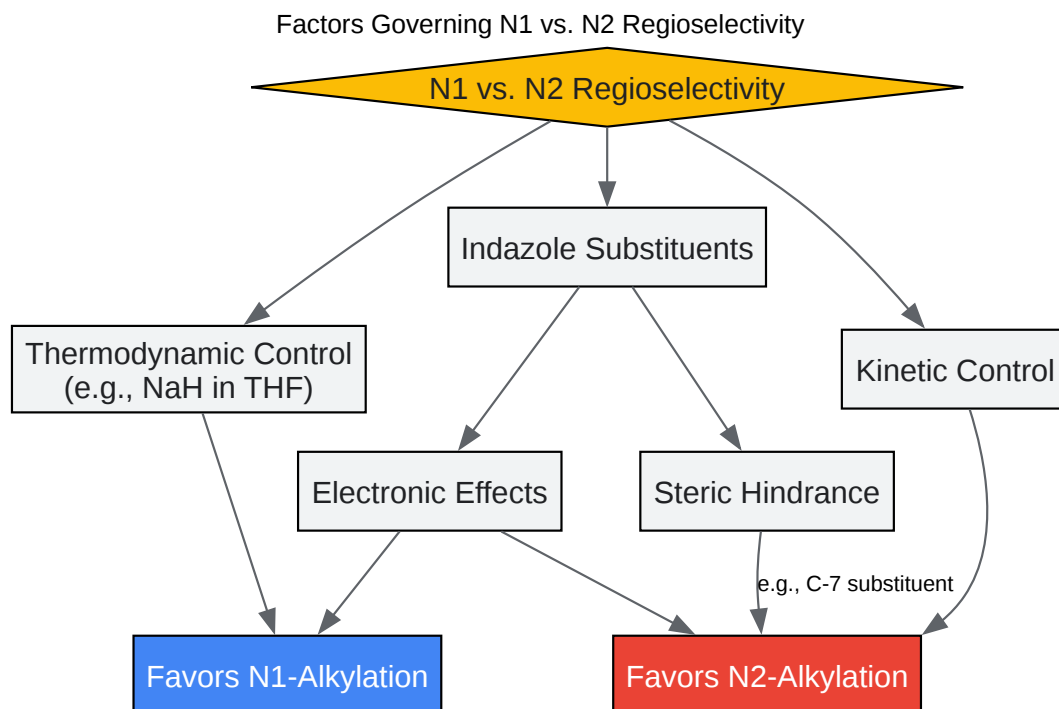 Factors Governing N1 vs. N2 Regioselectivity
N1 vs. N2 Regioselectivity
Indazole Substituents
Thermodynamic Control
(e.g., NaH in THF)
Kinetic Control
Electronic Effects
Steric Hindrance
e.g., C-7 substituent
Favors N1-Alkylation
Favors N2-Alkylation